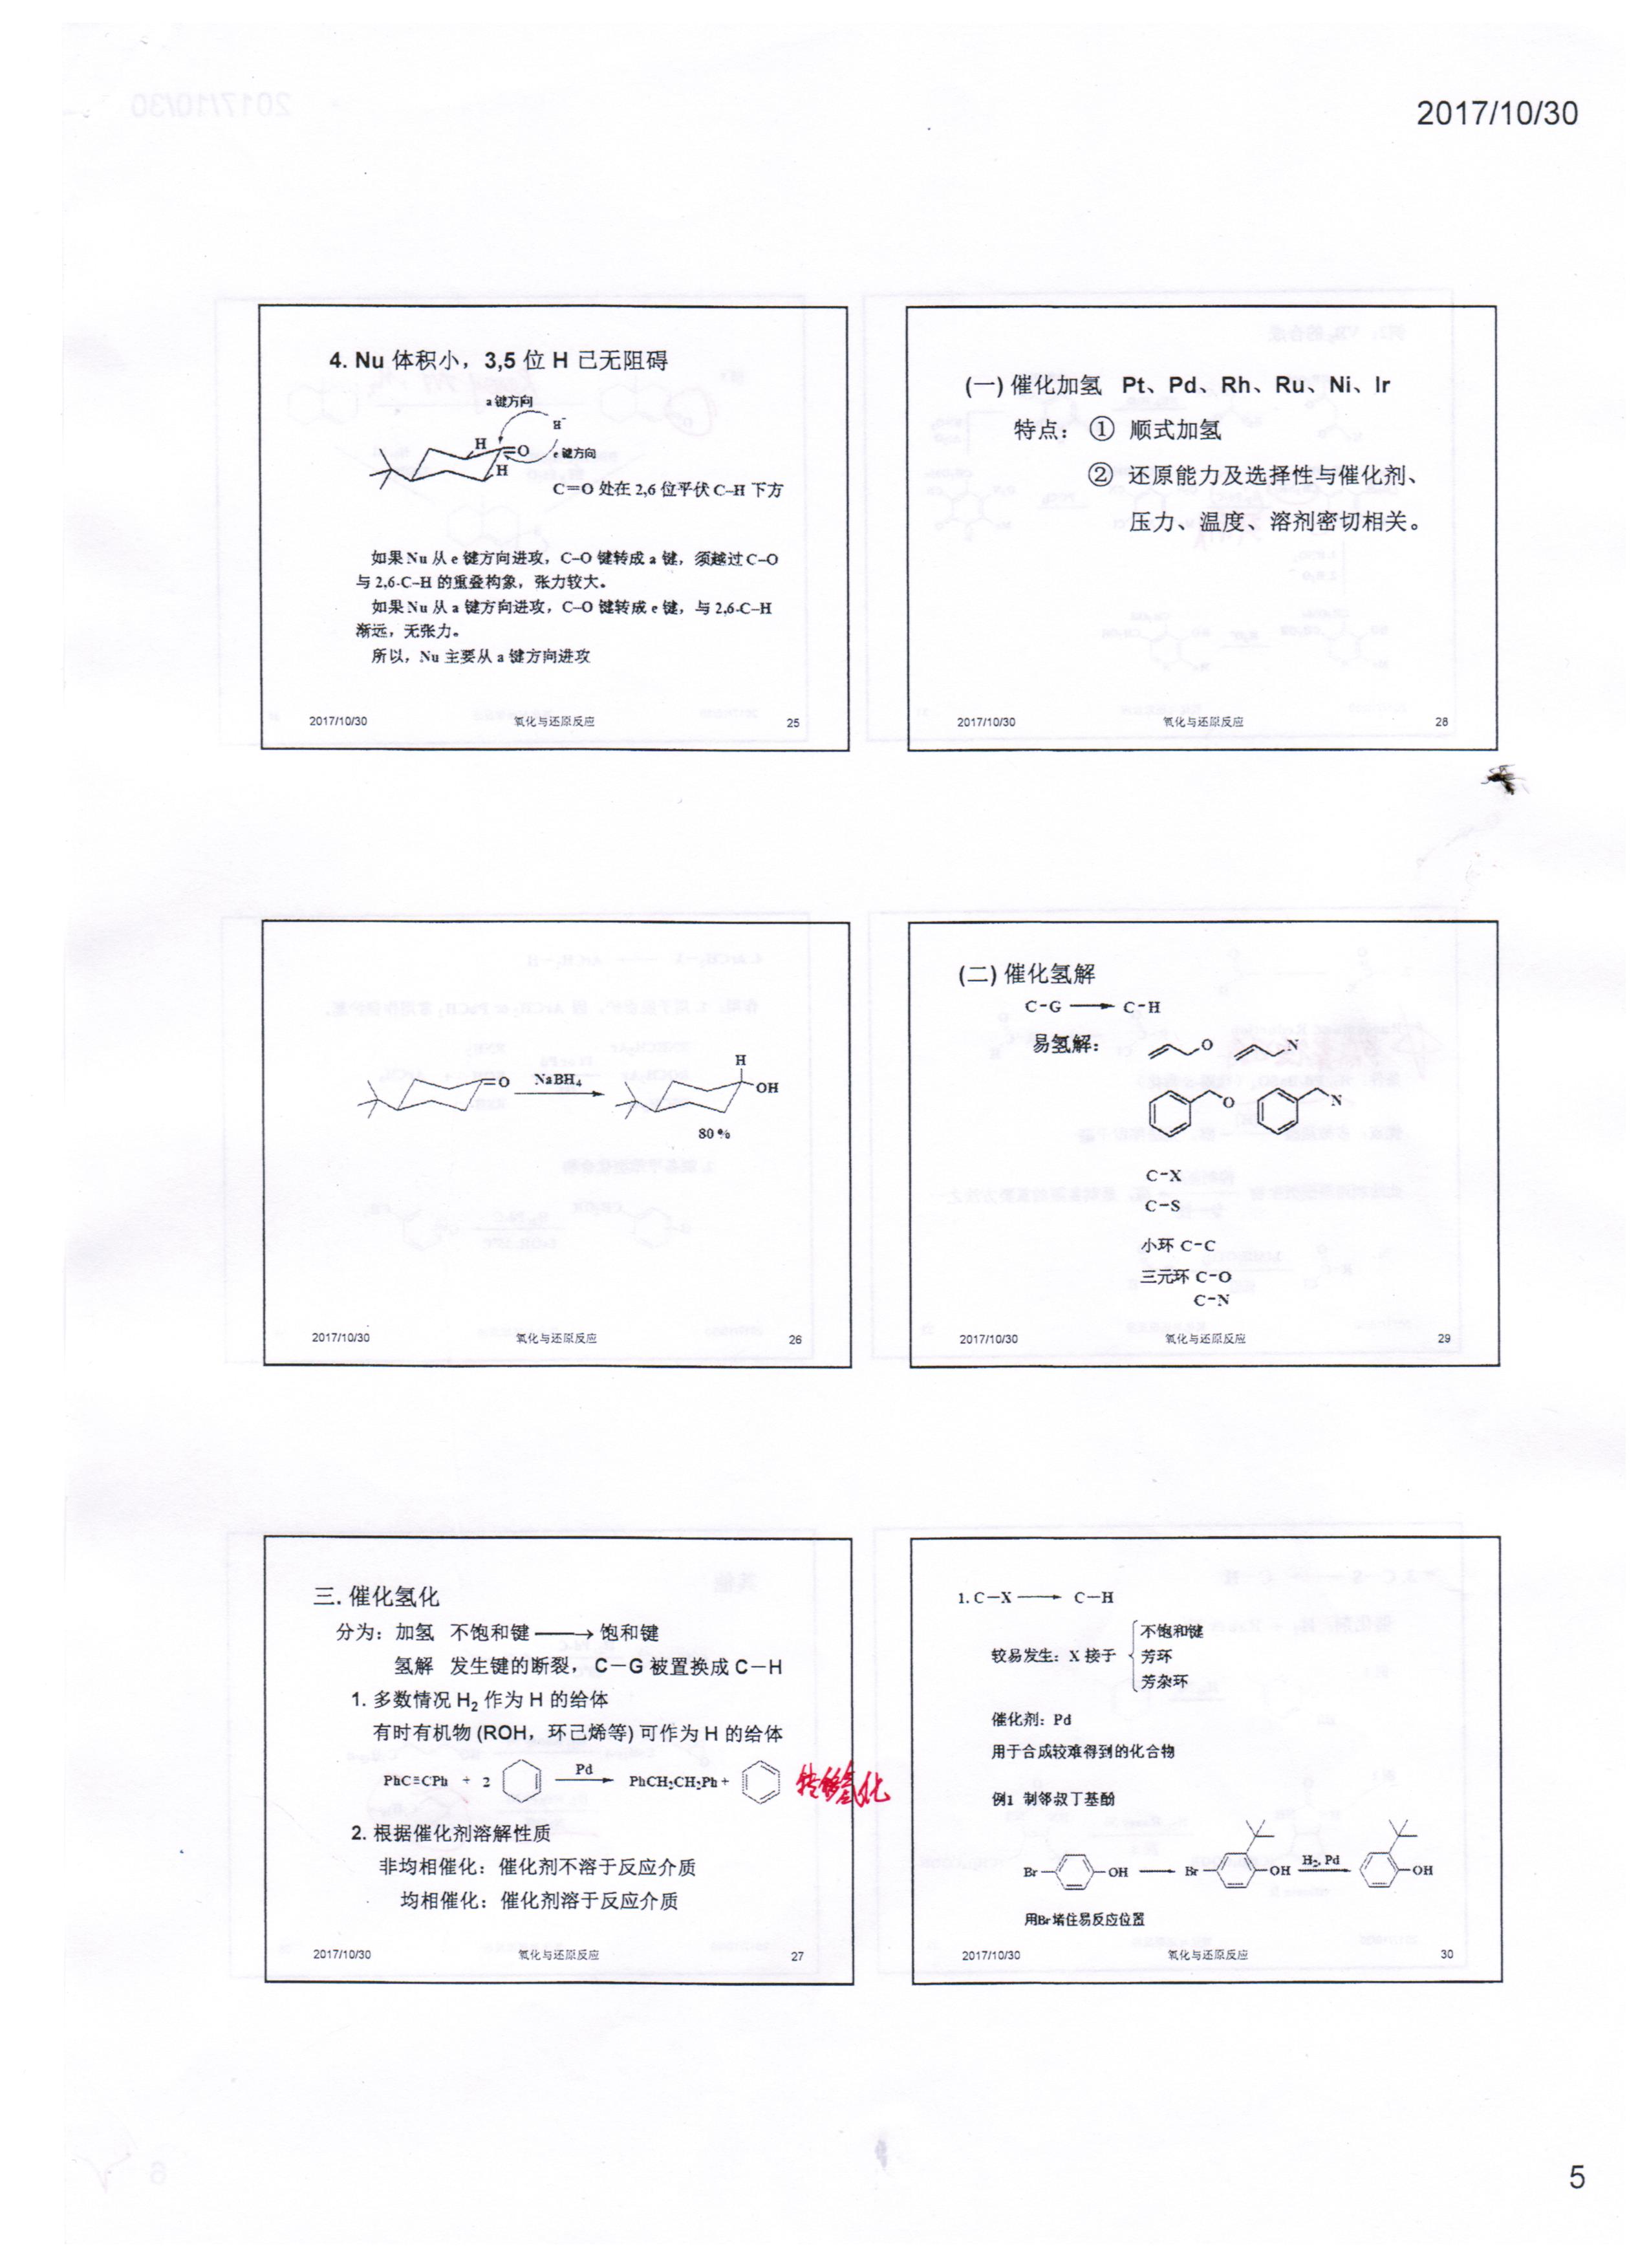 2017/10/30
4. Nu 体积小，3,5 位 H 已无阻碍
a 键方向
H⁻
H
=O
e 键方向
H
C=O 处在 2,6 位平伏 C-H 下方
如果 Nu 从 e 键方向进攻，C-O 键转成 a 键，须越过 C-O
与 2,6-C-H 的重叠构象，张力较大。
如果 Nu 从 a 键方向进攻，C-O 键转成 e 键，与 2,6-C-H
渐远，无张力。
所以，Nu 主要从 a 键方向进攻
2017/10/30 氧化与还原反应 25
=O NaBH₄ H OH
80 %
2017/10/30 氧化与还原反应 26
三. 催化氢化
分为：加氢 不饱和键 ⟶ 饱和键
氢解 发生键的断裂，C－G 被置换成 C－H
1. 多数情况 H₂ 作为 H 的给体
有时有机物 (ROH，环己烯等) 可作为 H 的给体
PhC≡CPh + 2 Pd PhCH₂CH₂Ph +
转移氢化
2. 根据催化剂溶解性质
非均相催化：催化剂不溶于反应介质
均相催化：催化剂溶于反应介质
2017/10/30 氧化与还原反应 27
(一) 催化加氢 Pt、Pd、Rh、Ru、Ni、Ir
特点：① 顺式加氢
② 还原能力及选择性与催化剂、
压力、温度、溶剂密切相关。
2017/10/30 氧化与还原反应 28
(二) 催化氢解
C-G ⟶ C-H
易氢解：
O N
O N
C-X
C-S
小环 C-C
三元环 C-O
C-N
2017/10/30 氧化与还原反应 29
1. C－X ⟶ C－H
较易发生：X 接于
不饱和键
芳环
芳杂环
催化剂：Pd
用于合成较难得到的化合物
例1 制邻叔丁基酚
Br OH Br OH H₂, Pd OH
用Br堵住易反应位置
2017/10/30 氧化与还原反应 30
5